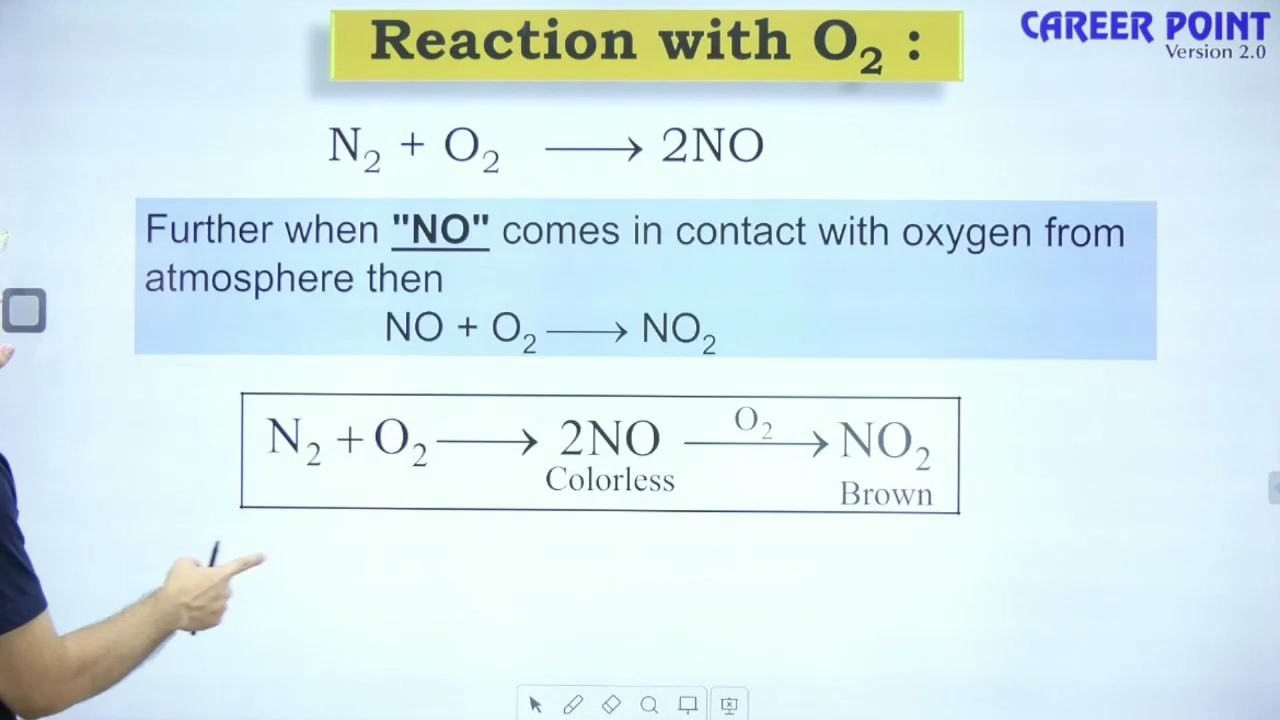 Reaction with O₂ :
CAREER POINT
Version 2.0
N₂ + O₂ ⟶ 2NO
Further when "NO" comes in contact with oxygen from
atmosphere then
NO + O₂ ⟶ NO₂
O₂
N₂ + O₂ ⟶ 2NO ⟶ NO₂
Colorless
Brown